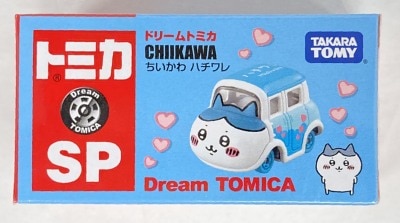 トミカ
®
Dream
TOMICA
SP
ドリームトミカ
CHIIKAWA
ちいかわ ハチワレ
Dream TOMICA
TAKARA
TOMY